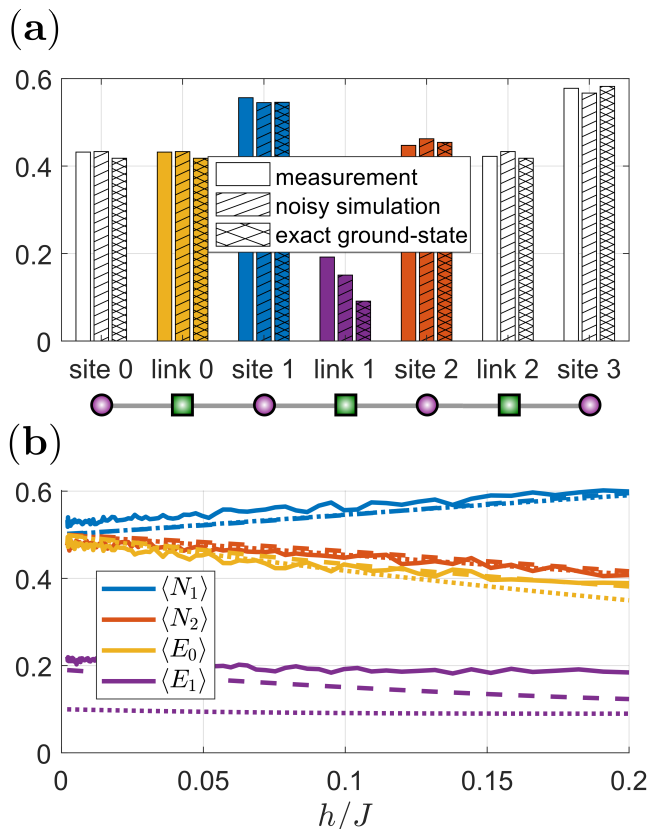 (a)
0.6
0.4
0.2
0
measurement
noisy simulation
exact ground-state
site 0 link 0 site 1 link 1 site 2 link 2 site 3
(b)
0.6
0.4
0.2
0
⟨N₁⟩
⟨N₂⟩
⟨E₀⟩
⟨E₁⟩
0 0.05 0.1 0.15 0.2
h/J